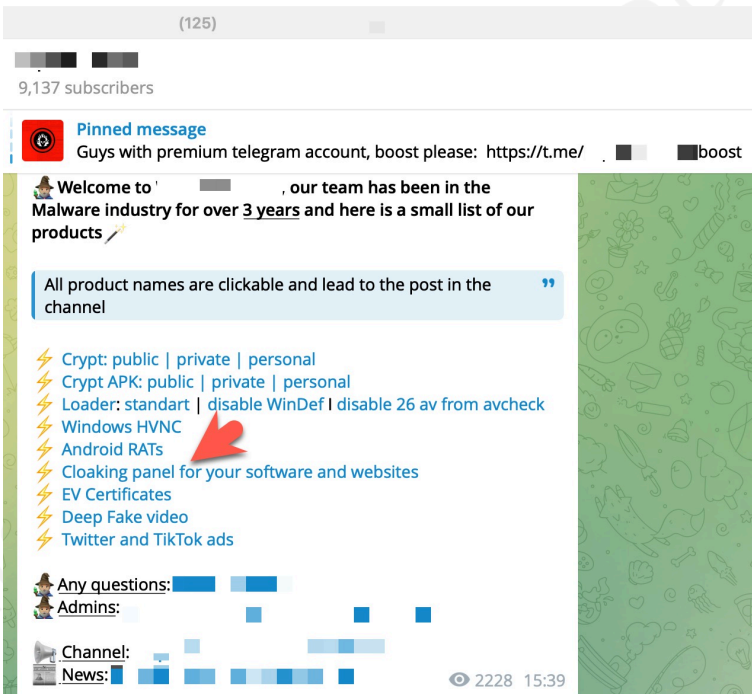 (125)
9,137 subscribers
Pinned message
Guys with premium telegram account, boost please: https://t.me/ boost
Welcome to ' , our team has been in the
Malware industry for over 3 years and here is a small list of our
products
All product names are clickable and lead to the post in the
channel
Crypt: public | private | personal
Crypt APK: public | private | personal
Loader: standart | disable WinDef I disable 26 av from avcheck
Windows HVNC
Android RATs
Cloaking panel for your software and websites
EV Certificates
Deep Fake video
Twitter and TikTok ads
Any questions:
Admins:
Channel:
News:
2228 15:39